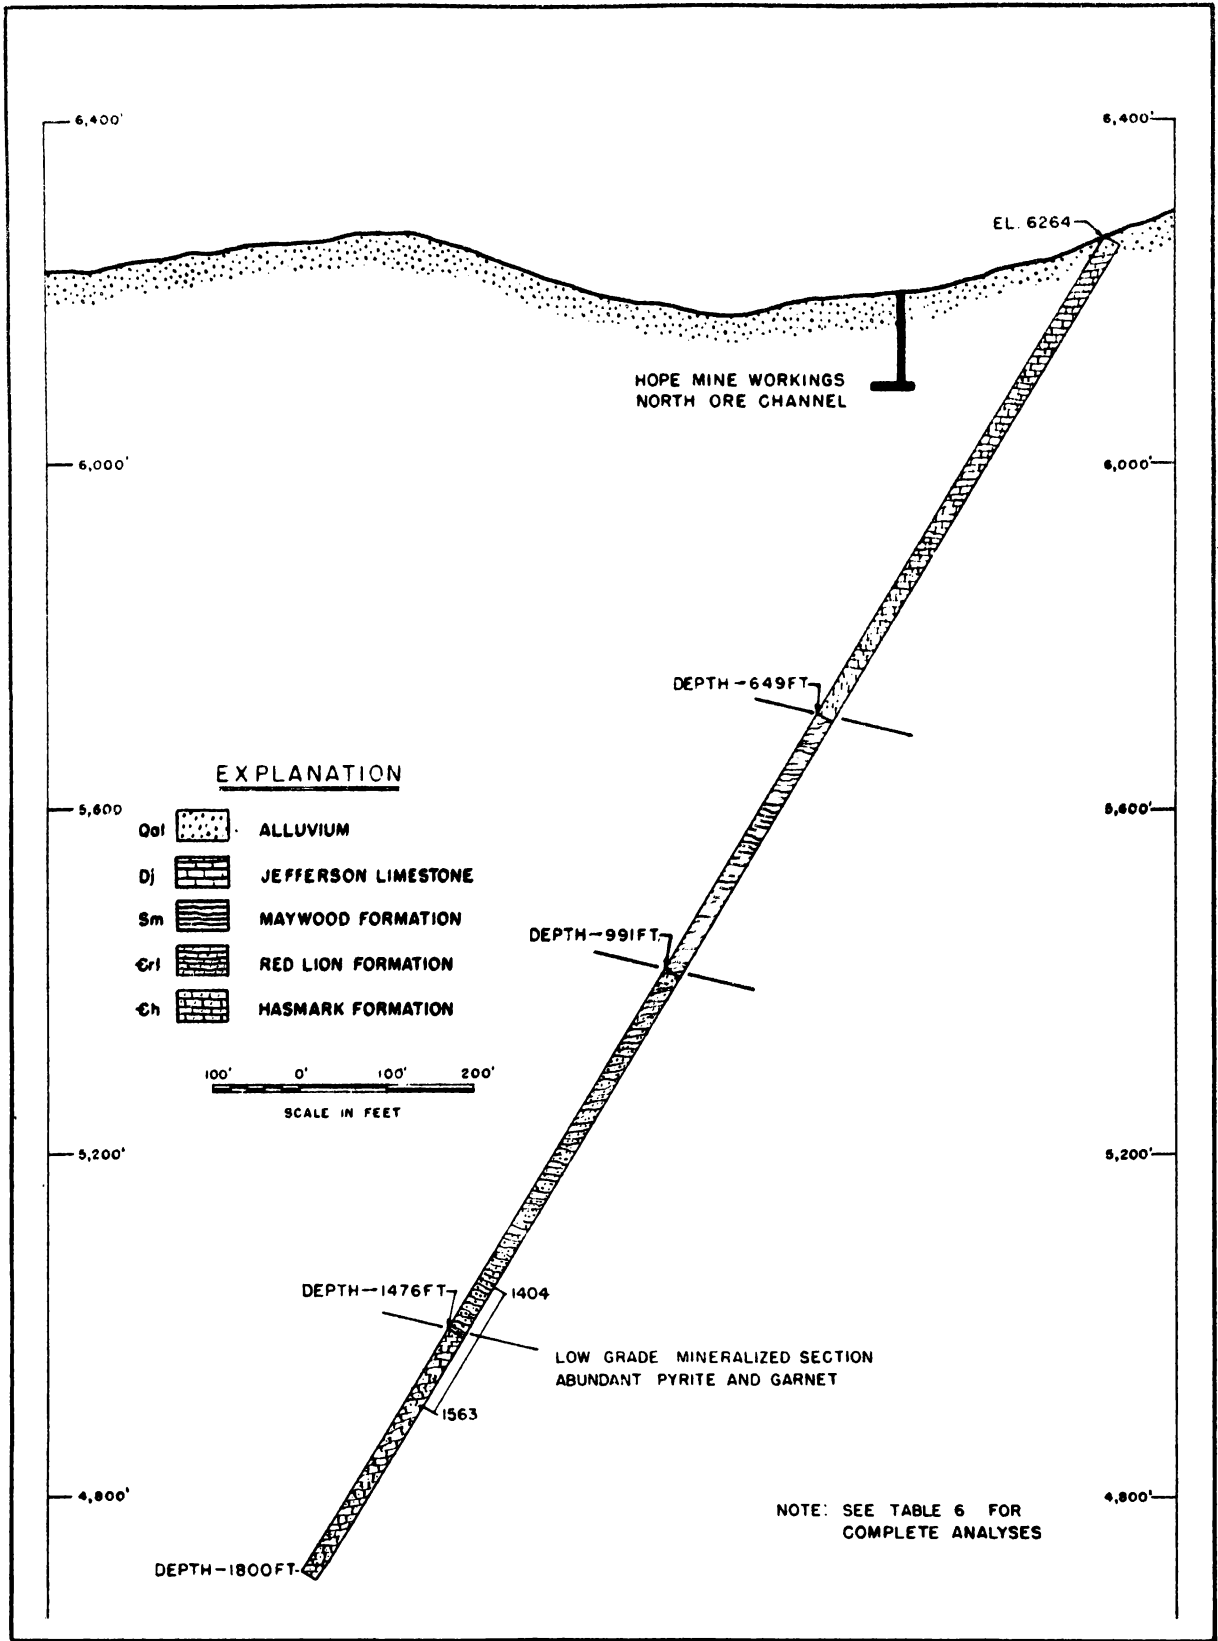 6,400'
6,400'
EL. 6264
HOPE MINE WORKINGS
NORTH ORE CHANNEL
6,000'
6,000'
DEPTH-649FT
EXPLANATION
5,600
5,600'
Qal ALLUVIUM
Dj JEFFERSON LIMESTONE
Sm MAYWOOD FORMATION
Єrl RED LION FORMATION
Єh HASMARK FORMATION
DEPTH-991FT.
100' 0' 100' 200'
SCALE IN FEET
5,200'
5,200'
DEPTH-1476FT
1404
LOW GRADE MINERALIZED SECTION
ABUNDANT PYRITE AND GARNET
1563
4,800'
4,800'
NOTE: SEE TABLE 6 FOR
COMPLETE ANALYSES
DEPTH-1800FT.